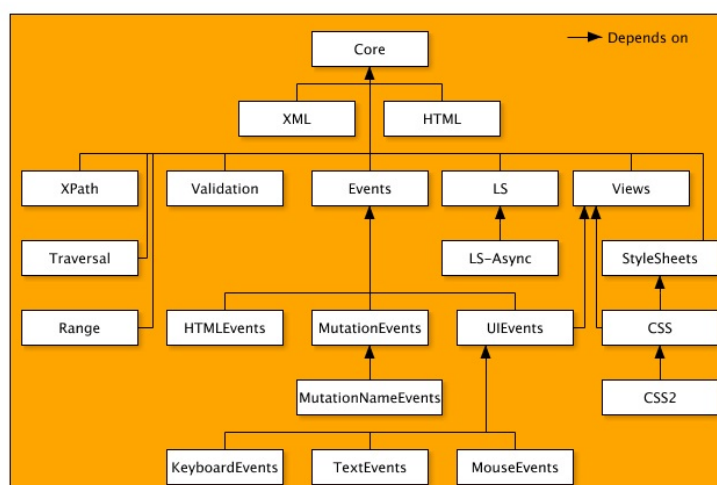 Core
Depends on
XML
HTML
XPath
Validation
Events
LS
Views
Traversal
LS-Async
StyleSheets
Range
HTMLEvents
MutationEvents
UIEvents
CSS
MutationNameEvents
CSS2
KeyboardEvents
TextEvents
MouseEvents